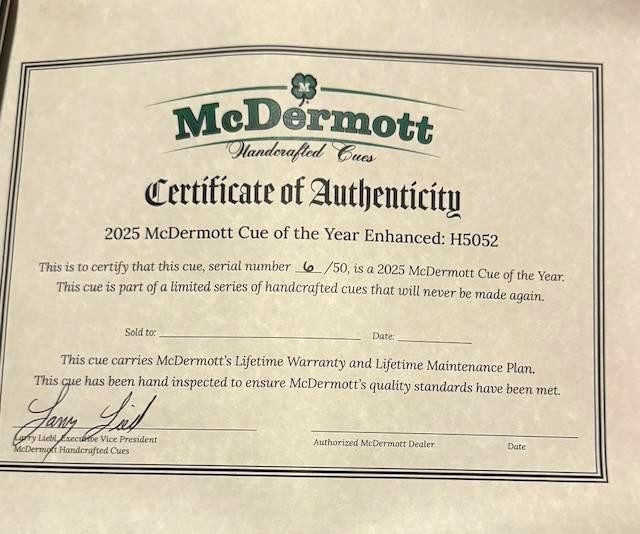 M
McDermott
Handcrafted Cues
Certificate of Authenticity
2025 McDermott Cue of the Year Enhanced: H5052
This is to certify that this cue, serial number 6 /50, is a 2025 McDermott Cue of the Year.
This cue is part of a limited series of handcrafted cues that will never be made again.
Sold to: Date:
This cue carries McDermott's Lifetime Warranty and Lifetime Maintenance Plan.
This cue has been hand inspected to ensure McDermott's quality standards have been met.
Larry Liebl
Larry Liebl, Executive Vice President
McDermott Handcrafted Cues
Authorized McDermott Dealer Date